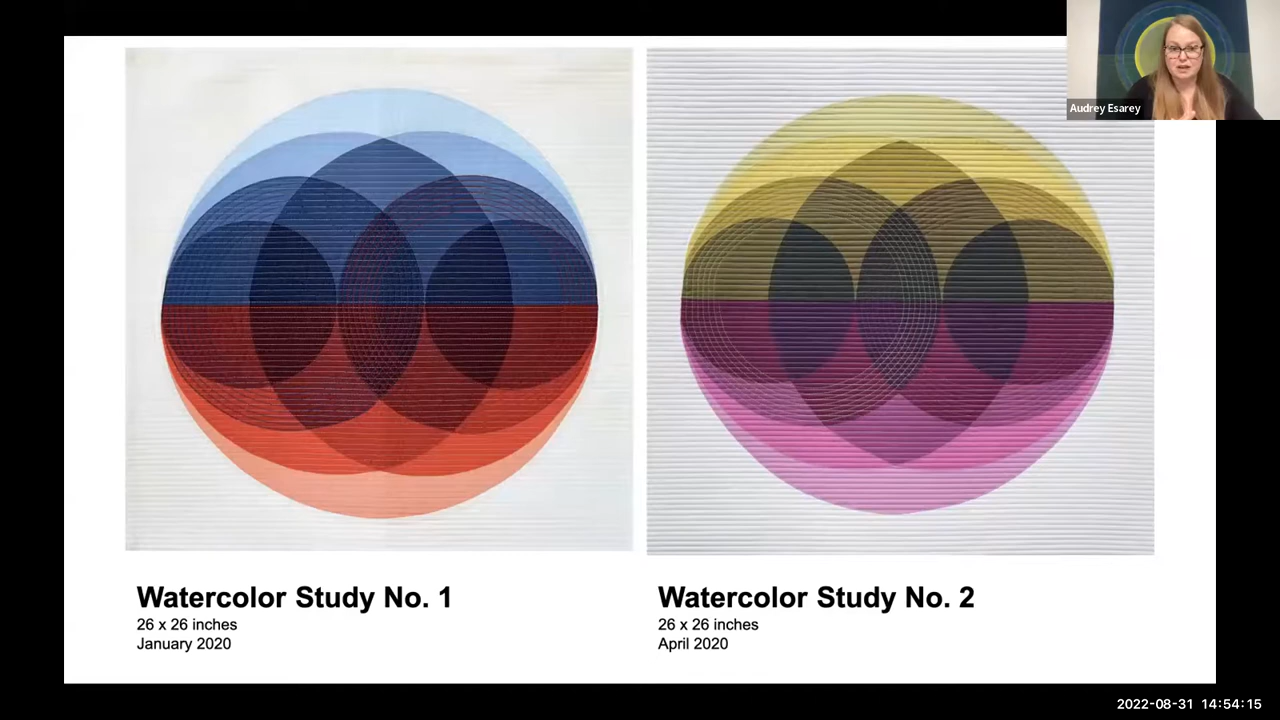 Audrey Esarey
Watercolor Study No. 1
26 x 26 inches
January 2020
Watercolor Study No. 2
26 x 26 inches
April 2020
2022-08-31 14:54:15